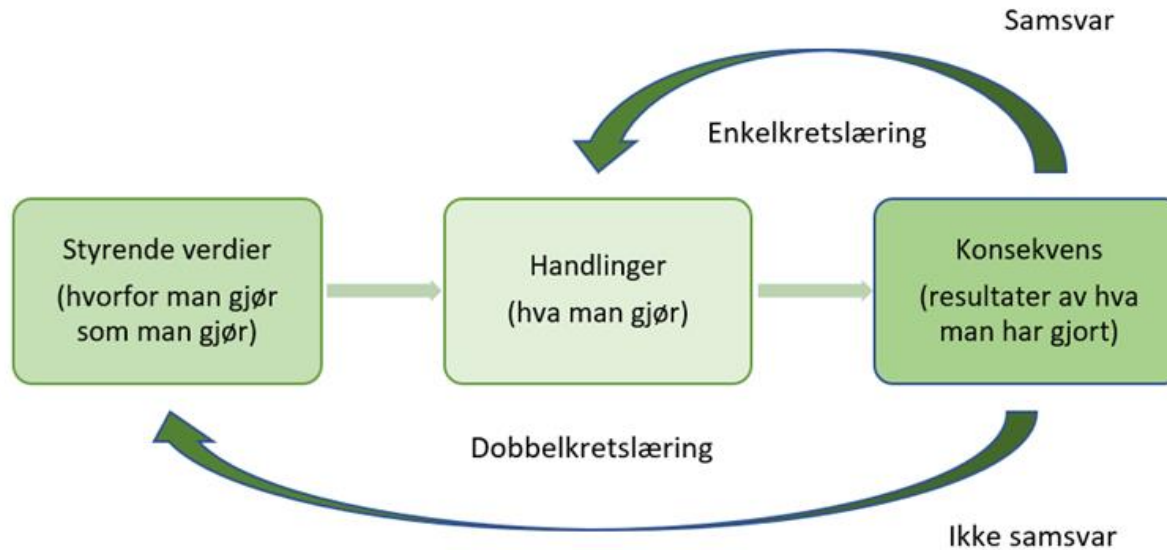 Samsvar
Enkelkretslæring
Styrende verdier
(hvorfor man gjør
som man gjør)
Handlinger
(hva man gjør)
Konsekvens
(resultater av hva
man har gjort)
Dobbelkretslæring
Ikke samsvar